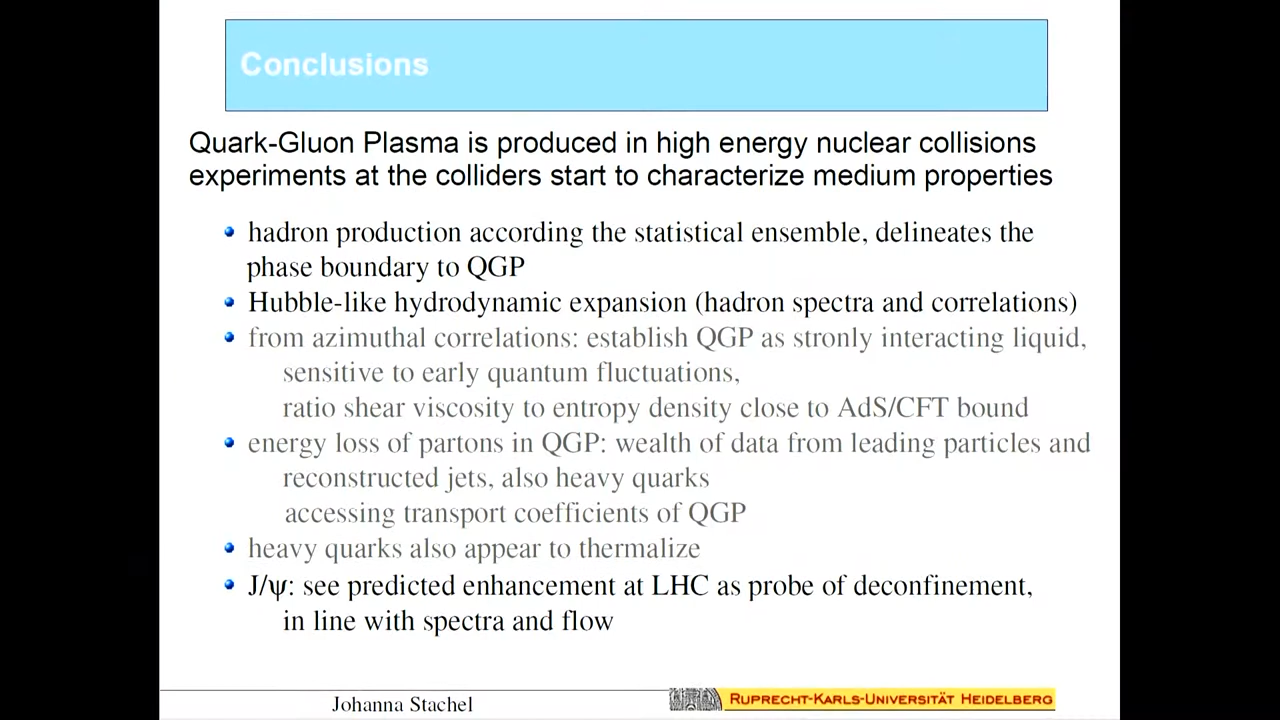 Conclusions
Quark-Gluon Plasma is produced in high energy nuclear collisions
experiments at the colliders start to characterize medium properties
hadron production according the statistical ensemble, delineates the
phase boundary to QGP
Hubble-like hydrodynamic expansion (hadron spectra and correlations)
from azimuthal correlations: establish QGP as stronly interacting liquid,
sensitive to early quantum fluctuations,
ratio shear viscosity to entropy density close to AdS/CFT bound
energy loss of partons in QGP: wealth of data from leading particles and
reconstructed jets, also heavy quarks
accessing transport coefficients of QGP
heavy quarks also appear to thermalize
J/ψ: see predicted enhancement at LHC as probe of deconfinement,
in line with spectra and flow
Johanna Stachel
RUPRECHT-KARLS-UNIVERSITÄT HEIDELBERG